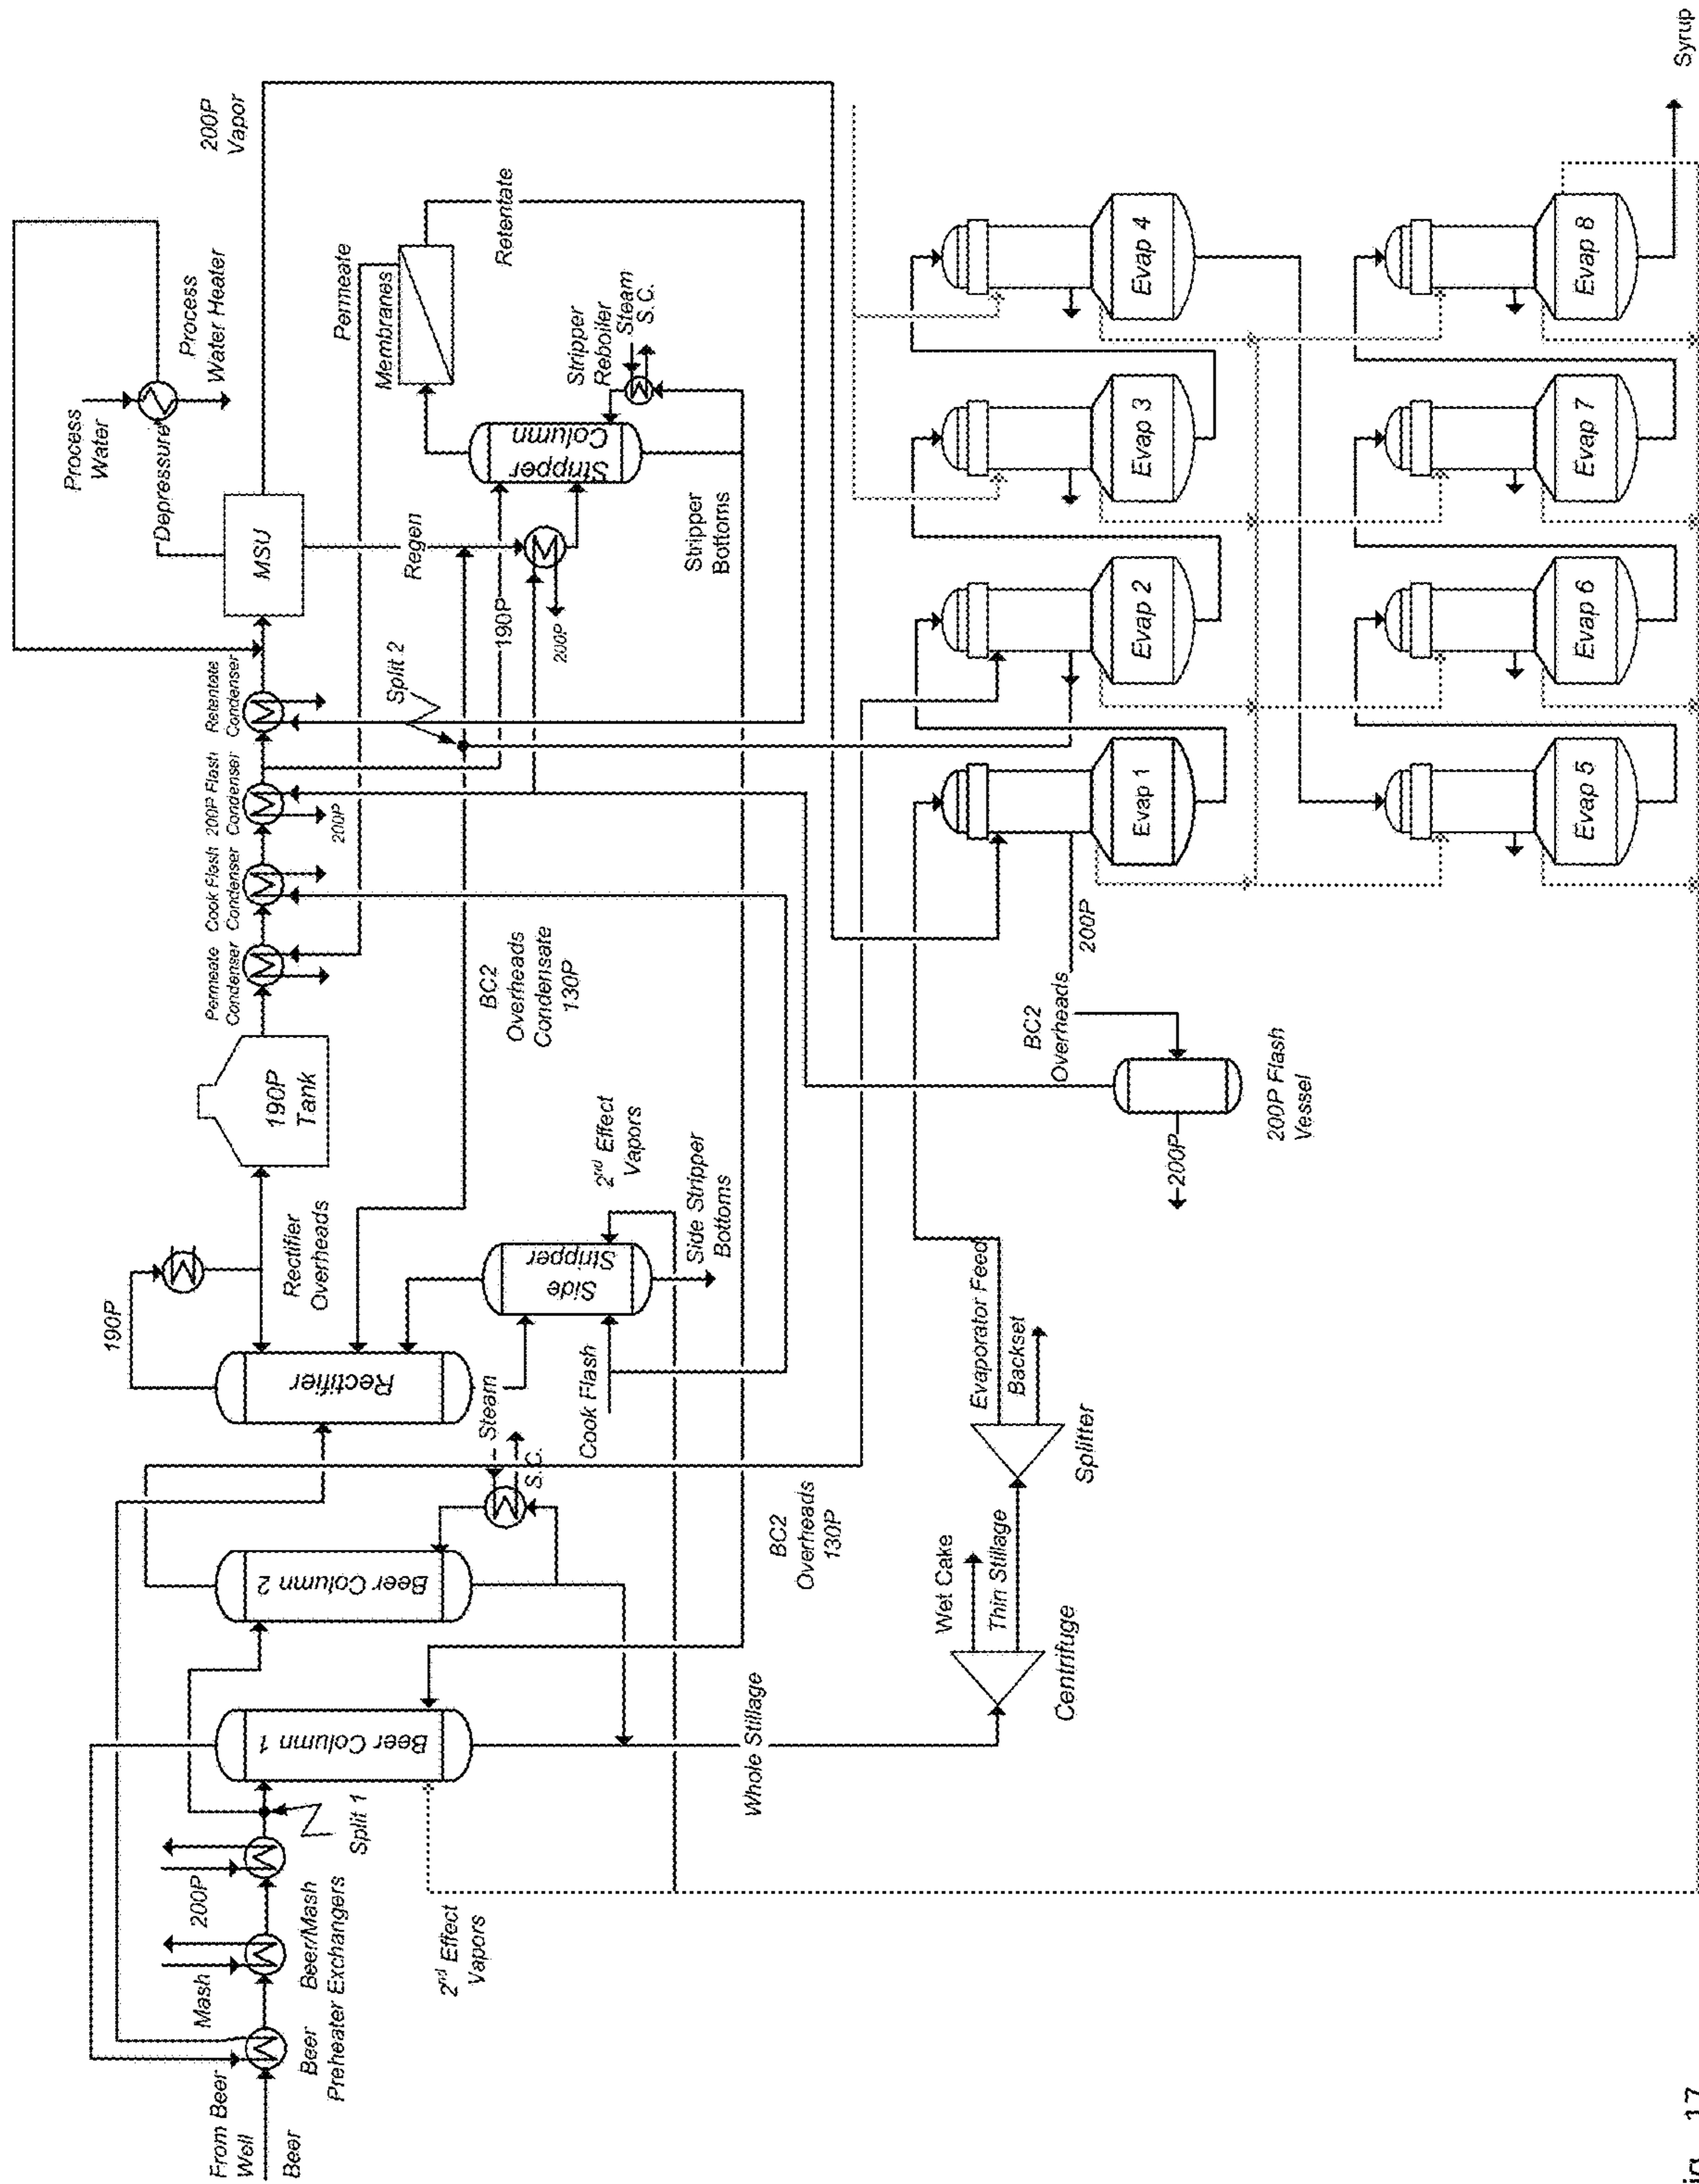 From Beer
Well
Beer
Beer
Preheater
Mash
Beer/Mash
Exchangers
200P
Split 1
2nd Effect
Vapors
Beer Column 1
Beer Column 2
Whole Stillage
Steam
S.C.
190P
Rectifier
Rectifier
Overheads
Side
Stripper
Cook Flash
2nd Effect
Vapors
Side Stripper
Bottoms
BC2
Overheads
130P
190P
Tank
BC2
Overheads
Condensate
130P
Permeate
Condenser
Cook Flash
Condenser
200P Flash
Condenser
200P
Retentate
Condenser
Split 2
MSU
Depressure
Process
Water
Process
Water Heater
200P
Vapor
Regen
190P
200P
Stripper
Column
Stripper
Reboiler
Steam
S.C.
Stripper
Bottoms
Membranes
Permeate
Retentate
Centrifuge
Wet Cake
Thin Stillage
Splitter
Evaporator Feed
Backset
BC2
Overheads
200P
200P
200P Flash
Vessel
Evap 1
Evap 2
Evap 3
Evap 4
Evap 5
Evap 6
Evap 7
Evap 8
Syrup
ig. 17